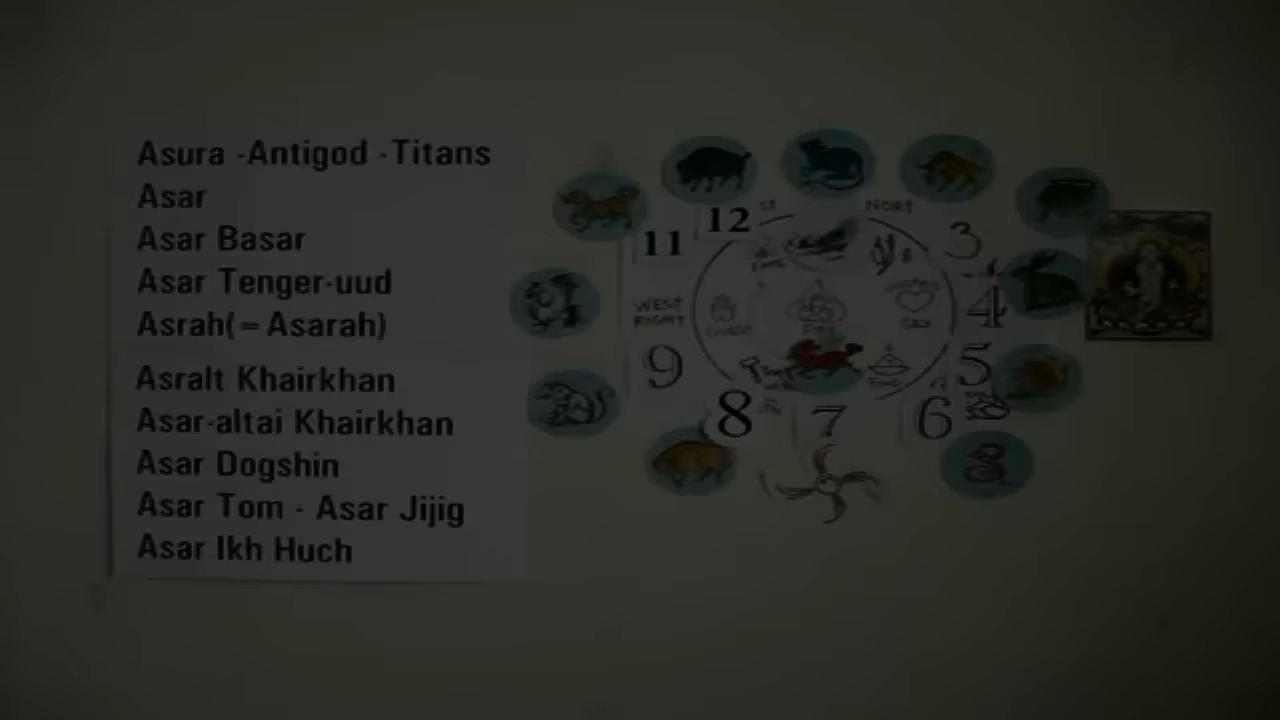 Asura -Antigod -Titans
Asar
Asar Basar
Asar Tenger-uud
Asrah(= Asarah)
Asralt Khairkhan
Asar-altai Khairkhan
Asar Dogshin
Asar Tom - Asar Jijig
Asar Ikh Huch
12
NORT
11
3
WEST
RIGHT
4
9
5
8
7
6